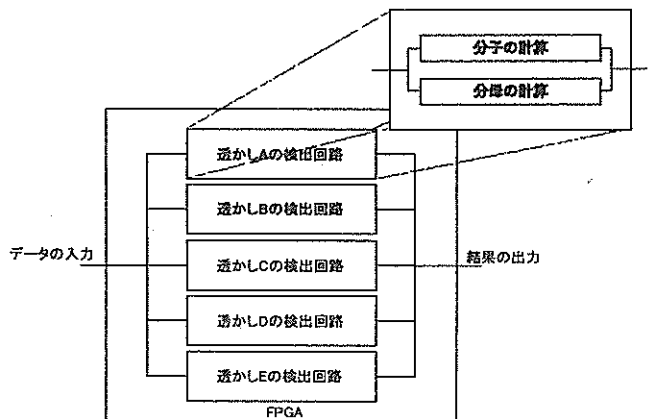 分子の計算
分母の計算
透かしAの検出回路
透かしBの検出回路
データの入力
透かしCの検出回路
結果の出力
透かしDの検出回路
透かしEの検出回路
FPGA